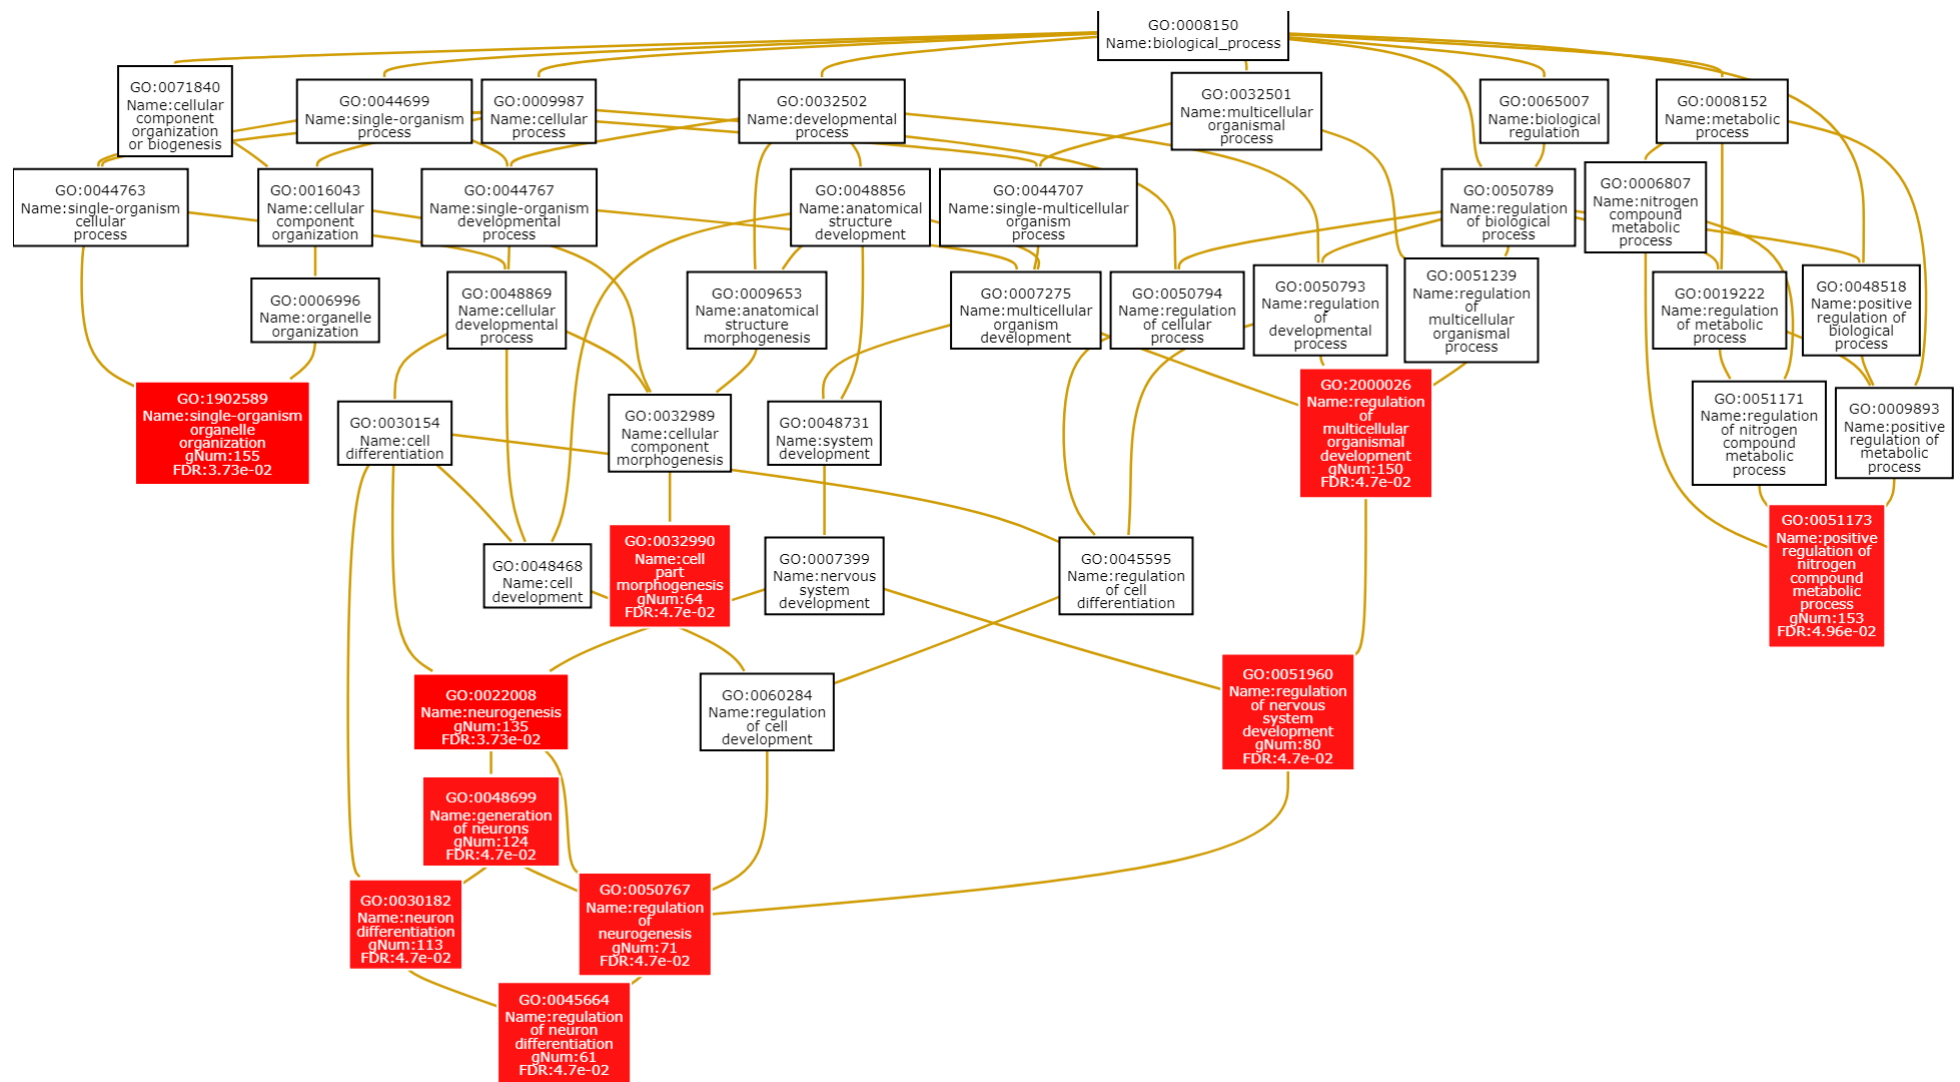 GO:0008150
Name:biological_process
GO:0071840
Name:cellular
component
organization
or biogenesis
GO:0044699
Name:single-organism
process
GO:0009987
Name:cellular
process
GO:0032502
Name:developmental
process
GO:0032501
Name:multicellular
organismal
process
GO:0065007
Name:biological
regulation
GO:0008152
Name:metabolic
process
GO:0044763
Name:single-organism
cellular
process
GO:0016043
Name:cellular
component
organization
GO:0044767
Name:single-organism
developmental
process
GO:0048856
Name:anatomical
structure
development
GO:0044707
Name:single-multicellular
organism
process
GO:0050789
Name:regulation
of biological
process
GO:0006807
Name:nitrogen
compound
metabolic
process
GO:0006996
Name:organelle
organization
GO:0048869
Name:cellular
developmental
process
GO:0009653
Name:anatomical
structure
morphogenesis
GO:0007275
Name:multicellular
organism
development
GO:0050794
Name:regulation
of cellular
process
GO:0050793
Name:regulation
of
developmental
process
GO:0051239
Name:regulation
of
multicellular
organismal
process
GO:0019222
Name:regulation
of metabolic
process
GO:0048518
Name:positive
regulation of
biological
process
GO:1902589
Name:single-organism
organelle
organization
gNum:155
FDR:3.73e-02
GO:0030154
Name:cell
differentiation
GO:0032989
Name:cellular
component
morphogenesis
GO:0048731
Name:system
development
GO:2000026
Name:regulation
of
multicellular
organismal
development
gNum:150
FDR:4.7e-02
GO:0051171
Name:regulation
of nitrogen
compound
metabolic
process
GO:0009893
Name:positive
regulation of
metabolic
process
GO:0048468
Name:cell
development
GO:0032990
Name:cell
part
morphogenesis
gNum:64
FDR:4.7e-02
GO:0007399
Name:nervous
system
development
GO:0045595
Name:regulation
of cell
differentiation
GO:0051173
Name:positive
regulation of
nitrogen
compound
metabolic
process
gNum:153
FDR:4.96e-02
GO:0022008
Name:neurogenesis
gNum:135
FDR:3.73e-02
GO:0060284
Name:regulation
of cell
development
GO:0051960
Name:regulation
of nervous
system
development
gNum:80
FDR:4.7e-02
GO:0048699
Name:generation
of neurons
gNum:124
FDR:4.7e-02
GO:0030182
Name:neuron
differentiation
gNum:113
FDR:4.7e-02
GO:0050767
Name:regulation
of
neurogenesis
gNum:71
FDR:4.7e-02
GO:0045664
Name:regulation
of neuron
differentiation
gNum:61
FDR:4.7e-02